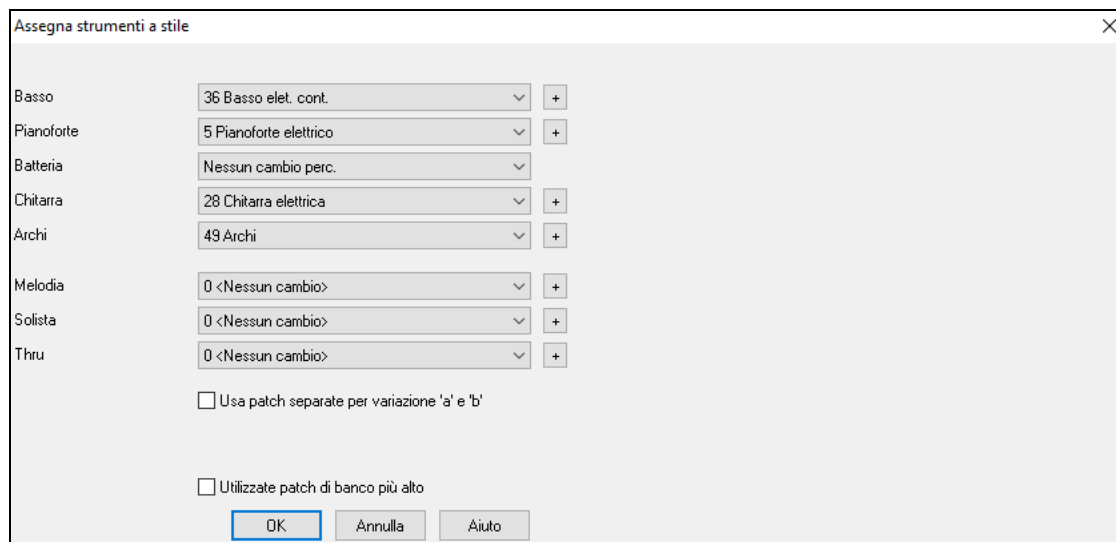 Assegna strumenti a stile
Basso 36 Basso elet. cont. +
Pianoforte 5 Pianoforte elettrico +
Batteria Nessun cambio perc.
Chitarra 28 Chitarra elettrica +
Archi 49 Archi +
Melodia 0 <Nessun cambio> +
Solista 0 <Nessun cambio> +
Thru 0 <Nessun cambio> +
Usa patch separate per variazione 'a' e 'b'
Utilizzate patch di banco più alto
OK Annulla Aiuto